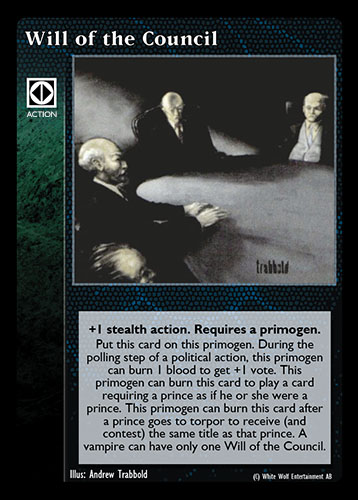 Will of the Council
ACTION
Trabbold
+1 stealth action. Requires a primogen.
Put this card on this primogen. During the
polling step of a political action, this primogen
can burn 1 blood to get +1 vote. This
primogen can burn this card to play a card
requiring a prince as if he or she were a
prince. This primogen can burn this card after
a prince goes to torpor to receive (and
contest) the same title as that prince. A
vampire can have only one Will of the Council.
Illus: Andrew Trabbold
(C) White Wolf Entertainment AB